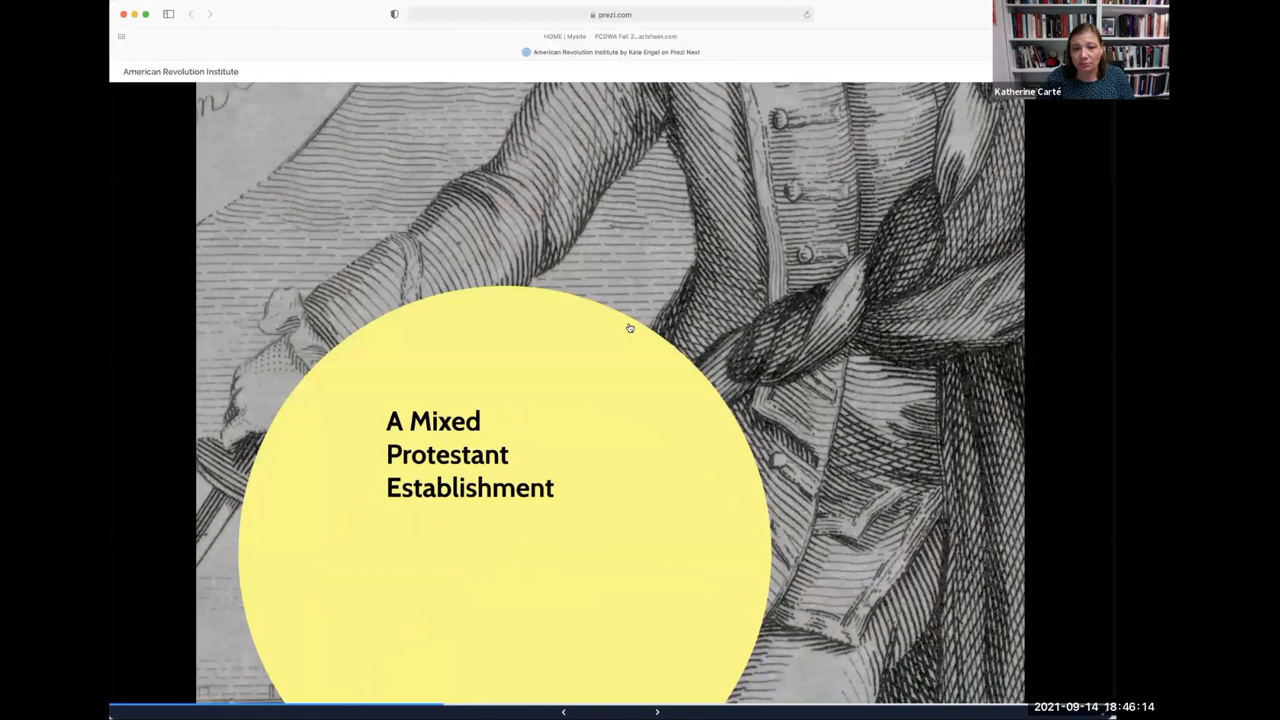 prezi.com
HOME | Mysite
PCDWA Fall 2...artsheet.com
American Revolution Institute by Kate Engel on Prezi Next
American Revolution Institute
Katherine Carté
A Mixed
Protestant
Establishment
2021-09-14 18:46:14